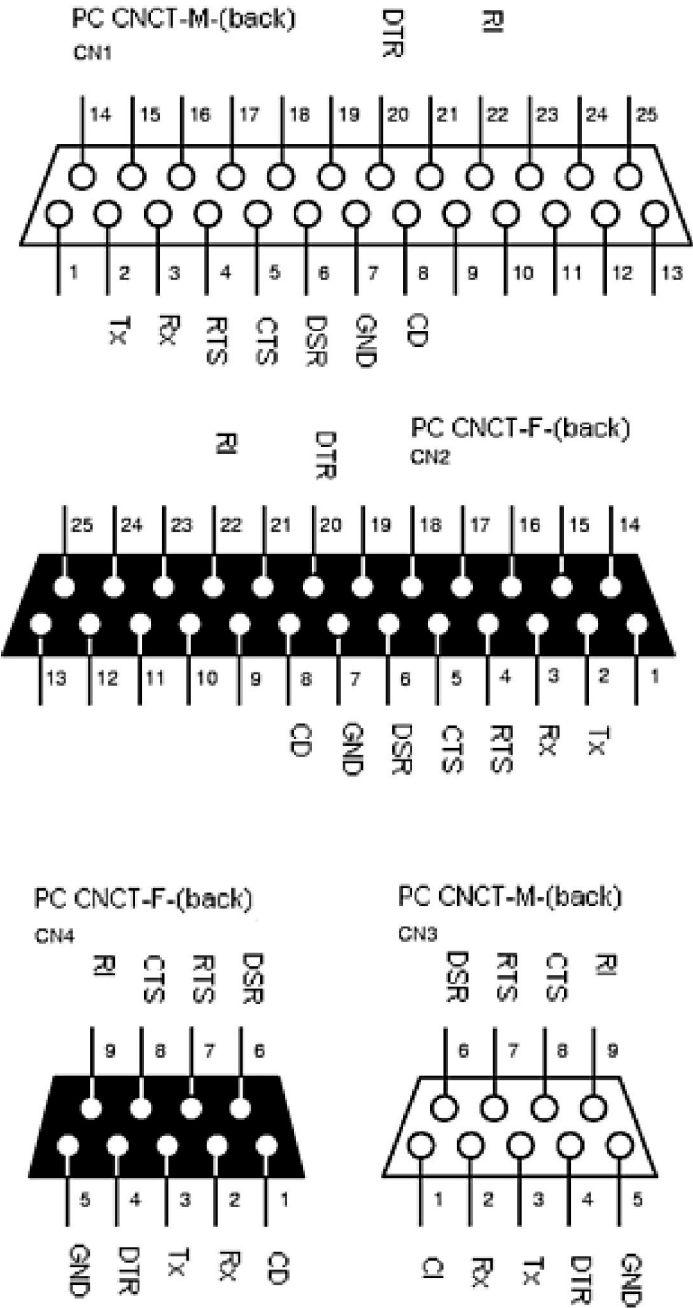 PC CNCT-M-(back)
CN1
DTR RI
14 15 16 17 18 19 20 21 22 23 24 25
1 2 3 4 5 6 7 8 9 10 11 12 13
Tx Rx RTS CTS DSR GND CD
PC CNCT-F-(back)
CN2
RI DTR
25 24 23 22 21 20 19 18 17 16 15 14
13 12 11 10 9 8 7 6 5 4 3 2 1
CD GND DSR CTS RTS Rx Tx
PC CNCT-F-(back)
CN4
RI CTS RTS DSR
9 8 7 6
5 4 3 2 1
GND DTR Tx Rx CD
PC CNCT-M-(back)
CN3
DSR RTS CTS RI
6 7 8 9
1 2 3 4 5
CI Rx Tx DTR GND